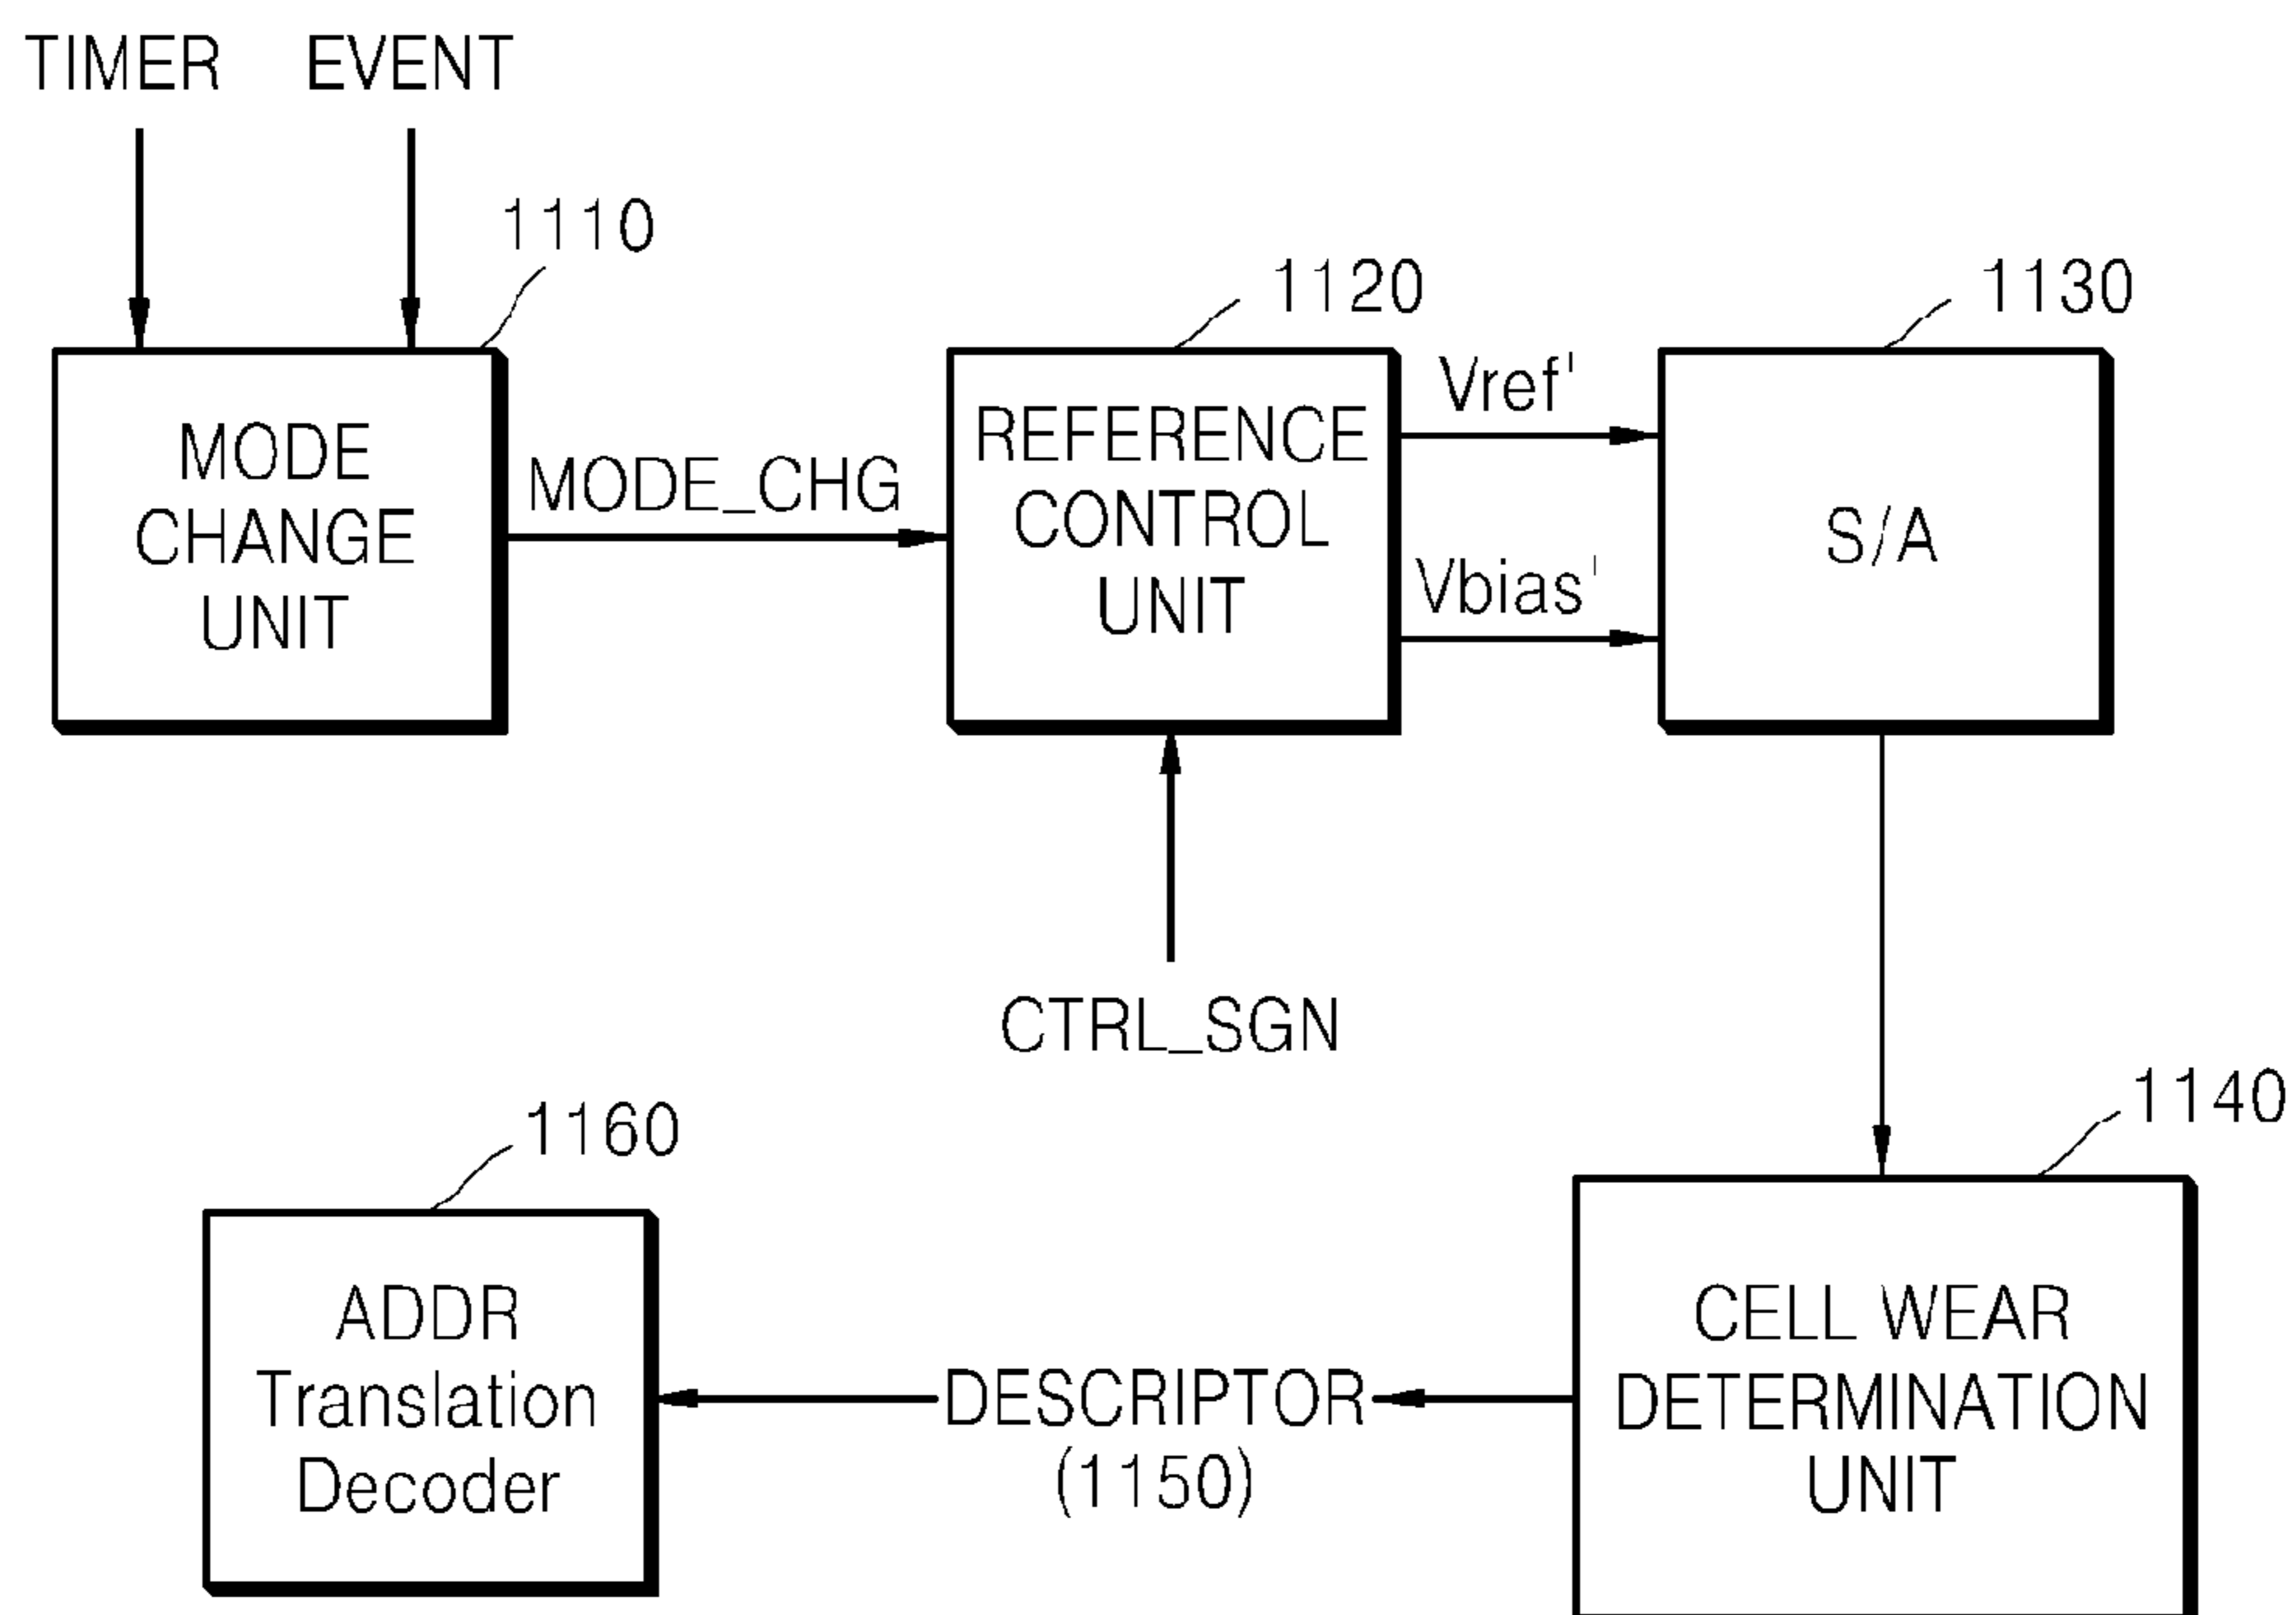 TIMER EVENT
1110
1120
1130
MODE
CHANGE
UNIT
MODE_CHG
REFERENCE
CONTROL
UNIT
Vref'
Vbias'
S/A
CTRL_SGN
1160
1140
ADDR
Translation
Decoder
DESCRIPTOR
(1150)
CELL WEAR
DETERMINATION
UNIT